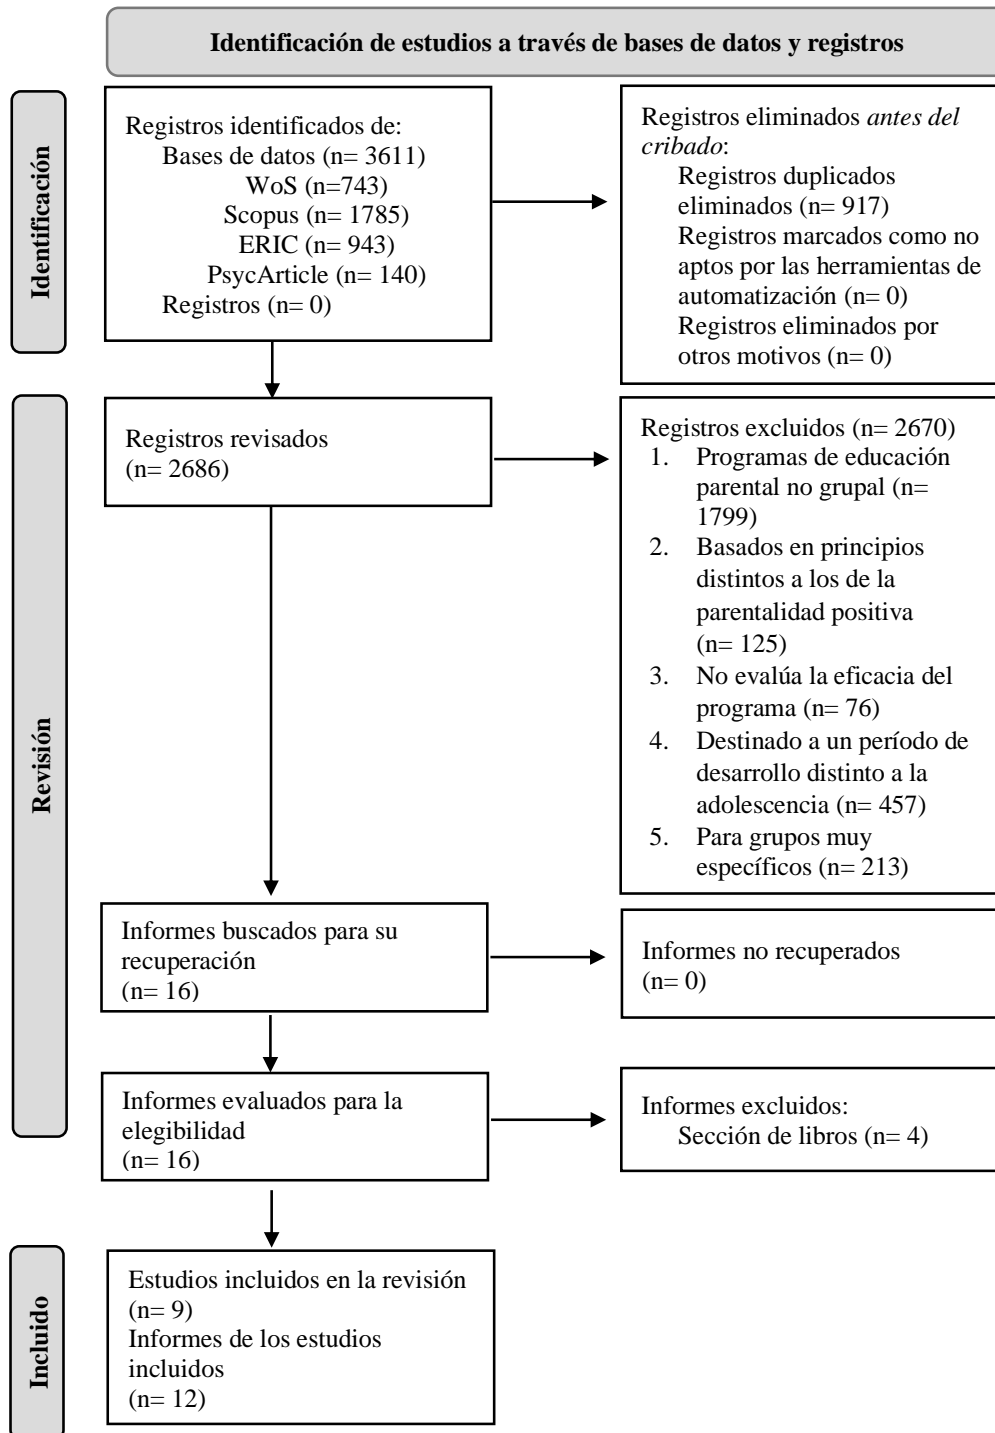 Identificación de estudios a través de bases de datos y registros
Identificación
Registros identificados de:
Bases de datos (n= 3611)
WoS (n=743)
Scopus (n= 1785)
ERIC (n= 943)
PsycArticle (n= 140)
Registros (n= 0)
Registros eliminados antes del
cribado:
Registros duplicados
eliminados (n= 917)
Registros marcados como no
aptos por las herramientas de
automatización (n= 0)
Registros eliminados por
otros motivos (n= 0)
Revisión
Registros revisados
(n= 2686)
Registros excluidos (n= 2670)
1. Programas de educación
parental no grupal (n=
1799)
2. Basados en principios
distintos a los de la
parentalidad positiva
(n= 125)
3. No evalúa la eficacia del
programa (n= 76)
4. Destinado a un período de
desarrollo distinto a la
adolescencia (n= 457)
5. Para grupos muy
específicos (n= 213)
Informes buscados para su
recuperación
(n= 16)
Informes no recuperados
(n= 0)
Informes evaluados para la
elegibilidad
(n= 16)
Informes excluidos:
Sección de libros (n= 4)
Incluido
Estudios incluidos en la revisión
(n= 9)
Informes de los estudios
incluidos
(n= 12)